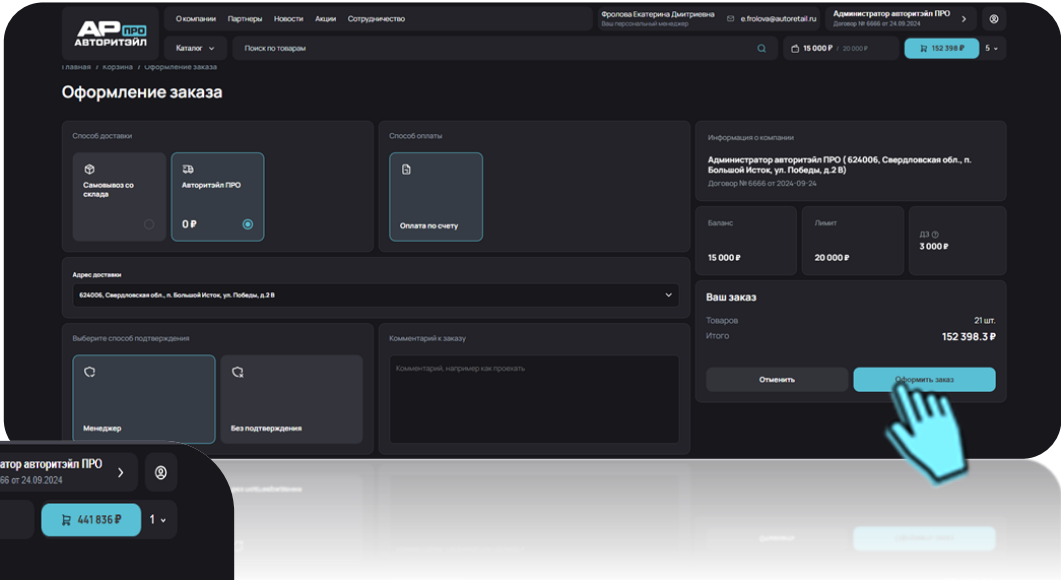 АР ПРО
АВТОРИТЭЙЛ
О компании Партнеры Новости Акции Сотрудничество
Фролова Екатерина Дмитриевна
Ваш персональный менеджер
e.frolova@autoretail.ru
Администратор авторитэйл ПРО
Договор № 6666 от 24.09.2024
Каталог
Поиск по товарам
15 000 ₽ / 20 000 ₽
152 398 ₽
5
Главная / Корзина / Оформление заказа
Оформление заказа
Способ доставки
Самовывоз со
склада
Авторитэйл ПРО
0 ₽
Способ оплаты
Оплата по счету
Информация о компании
Администратор авторитэйл ПРО ( 624006, Свердловская обл., п.
Большой Исток, ул. Победы, д.2 В)
Договор № 6666 от 2024-09-24
Баланс
15 000 ₽
Лимит
20 000 ₽
ДЗ
3 000 ₽
Адрес доставки
624006, Свердловская обл., п. Большой Исток, ул. Победы, д.2 В
Ваш заказ
Товаров 21 шт.
Итого 152 398.3 ₽
Отменить
Оформить заказ
Выберите способ подтверждения
Менеджер
Без подтверждения
Комментарий к заказу
Комментарий, например как проехать
атор авторитэйл ПРО
66 от 24.09.2024
441 836 ₽
1